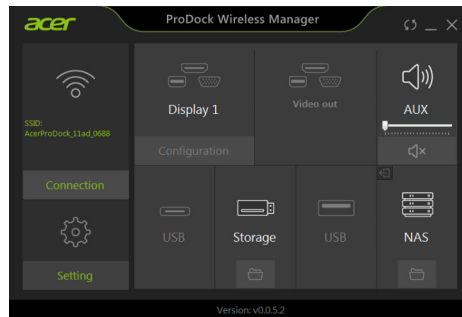 acer
ProDock Wireless Manager
SSID:
AcerProDock_11ad_0688
Connection
Setting
Display 1
Configuration
Video out
AUX
USB
Storage
USB
NAS
Version: v0.0.5.2